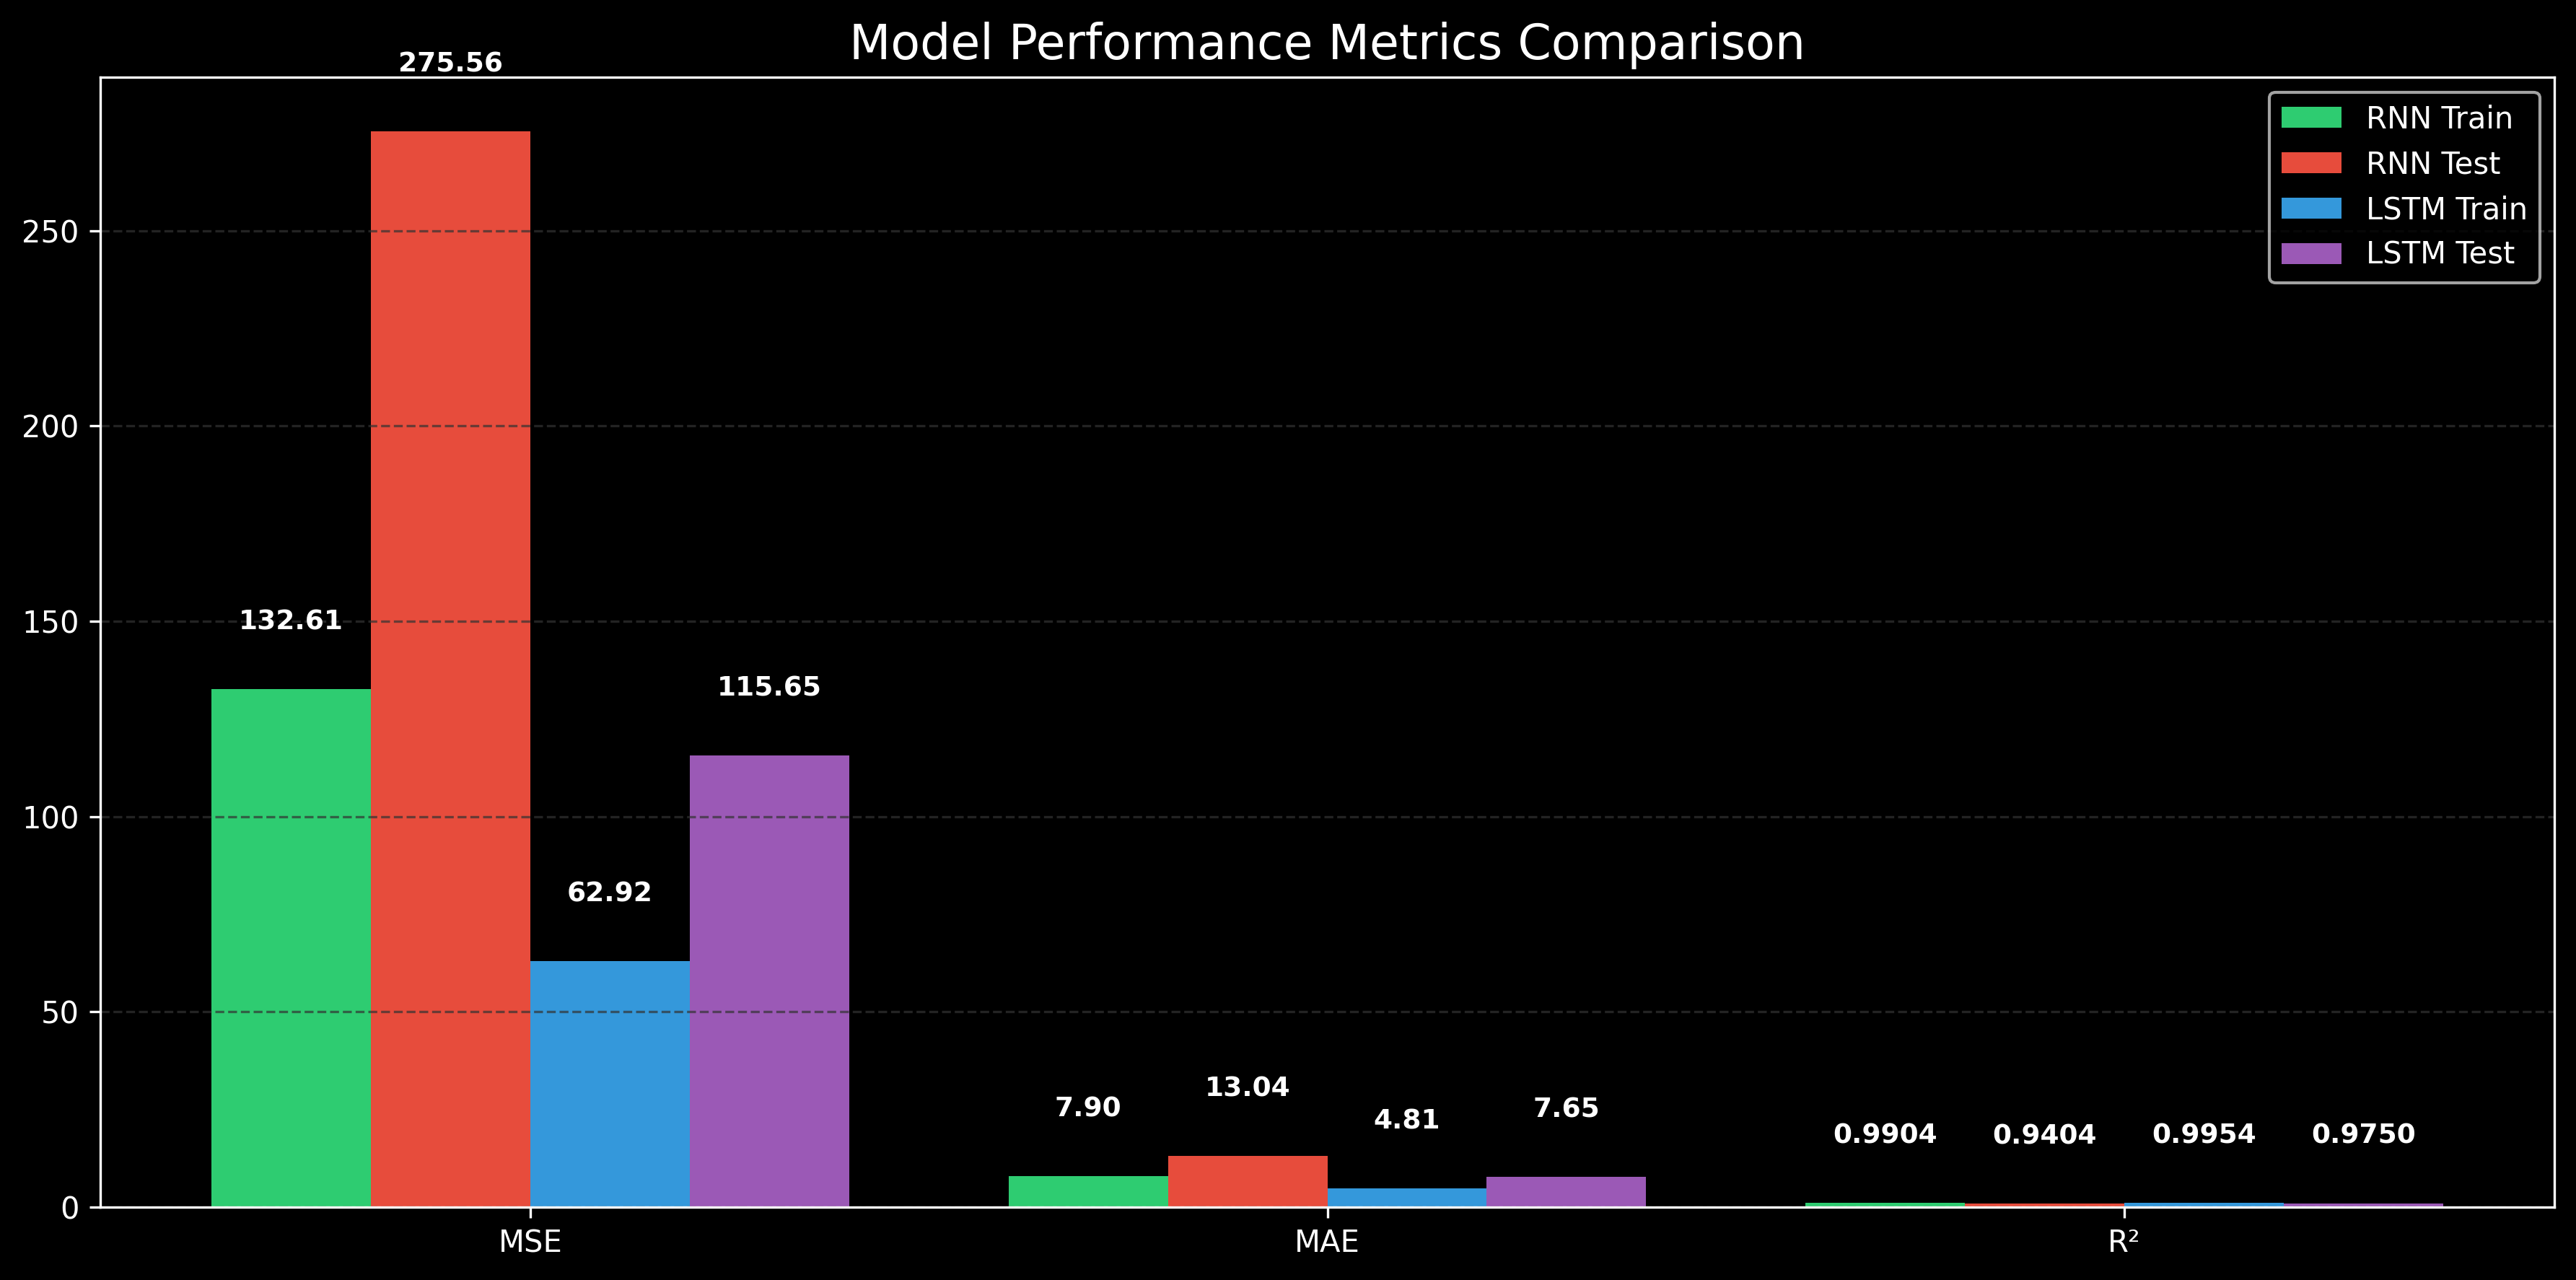 Model Performance Metrics Comparison
275.56
RNN Train
RNN Test
LSTM Train
LSTM Test
250
200
150
100
50
0
132.61
62.92
115.65
7.90
13.04
4.81
7.65
0.9904
0.9404
0.9954
0.9750
MSE
MAE
R²